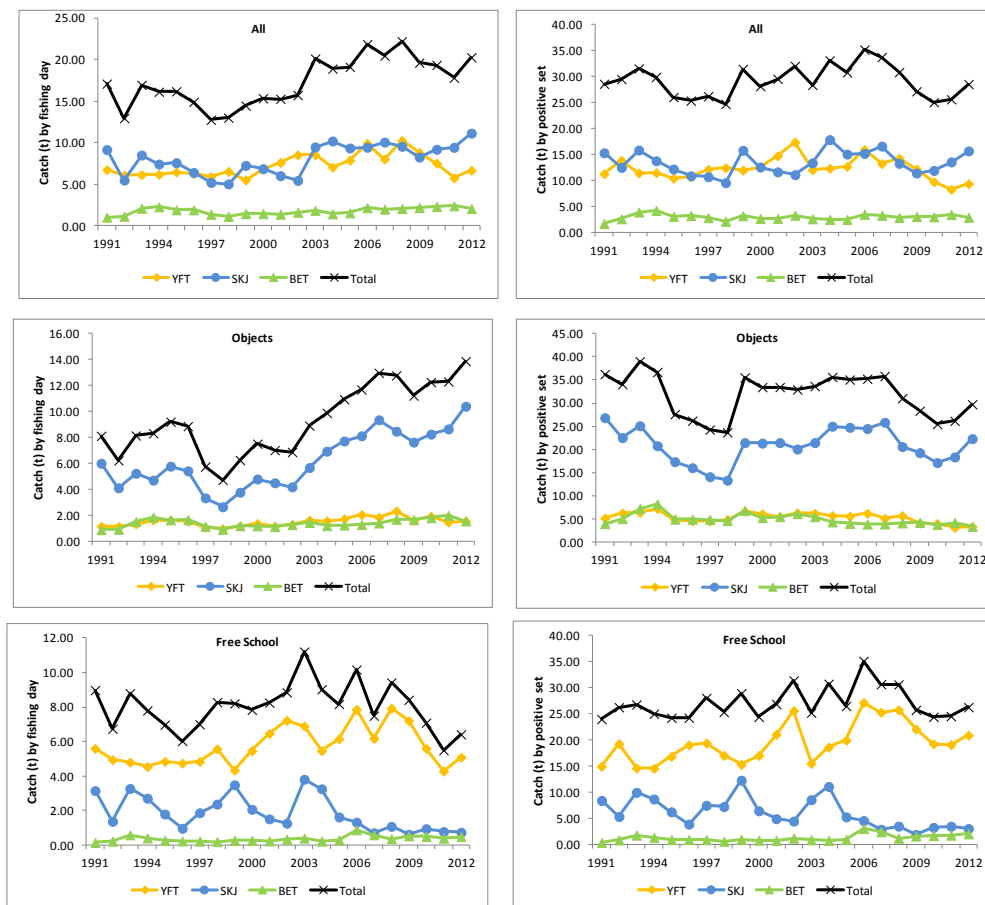 All
Catch (t) by fishing day
25.00
20.00
15.00
10.00
5.00
0.00
1991 1994 1997 2000 2003 2006 2009 2012
YFT SKJ BET Total
All
Catch (t) by positive set
40.00
35.00
30.00
25.00
20.00
15.00
10.00
5.00
0.00
1991 1994 1997 2000 2003 2006 2009 2012
YFT SKJ BET Total
Objects
Catch (t) by fishing day
16.00
14.00
12.00
10.00
8.00
6.00
4.00
2.00
0.00
1991 1994 1997 2000 2003 2006 2009 2012
YFT SKJ BET Total
Objects
Catch (t) by positive set
45.00
40.00
35.00
30.00
25.00
20.00
15.00
10.00
5.00
0.00
1991 1994 1997 2000 2003 2006 2009 2012
YFT SKJ BET Total
Free School
Catch (t) by fishing day
12.00
10.00
8.00
6.00
4.00
2.00
0.00
1991 1994 1997 2000 2003 2006 2009 2012
YFT SKJ BET Total
Free School
Catch (t) by positive set
40.00
35.00
30.00
25.00
20.00
15.00
10.00
5.00
0.00
1991 1994 1997 2000 2003 2006 2009 2012
YFT SKJ BET Total